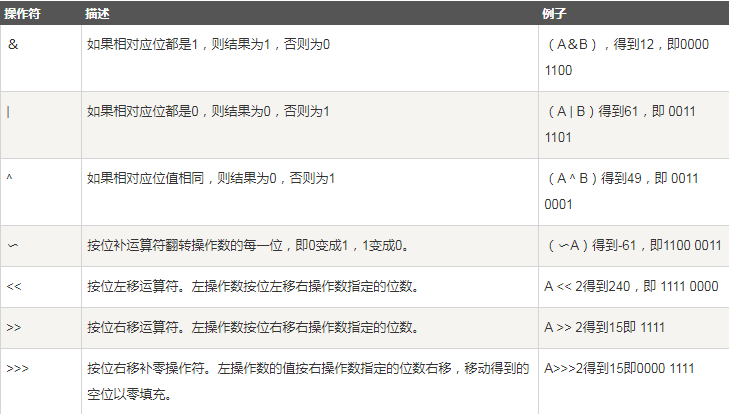 操作符 描述 例子
＆ 如果相对应位都是1，则结果为1，否则为0 （A＆B），得到12，即0000
1100
| 如果相对应位都是0，则结果为0，否则为1 （A | B）得到61，即 0011
1101
^ 如果相对应位值相同，则结果为0，否则为1 （A ^ B）得到49，即 0011
0001
〜 按位补运算符翻转操作数的每一位，即0变成1，1变成0。 （〜A）得到-61，即1100 0011
<< 按位左移运算符。左操作数按位左移右操作数指定的位数。 A << 2得到240，即 1111 0000
>> 按位右移运算符。左操作数按位右移右操作数指定的位数。 A >> 2得到15即 1111
>>> 按位右移补零操作符。左操作数的值按右操作数指定的位数右移，移动得到的 A>>>2得到15即0000 1111
空位以零填充。